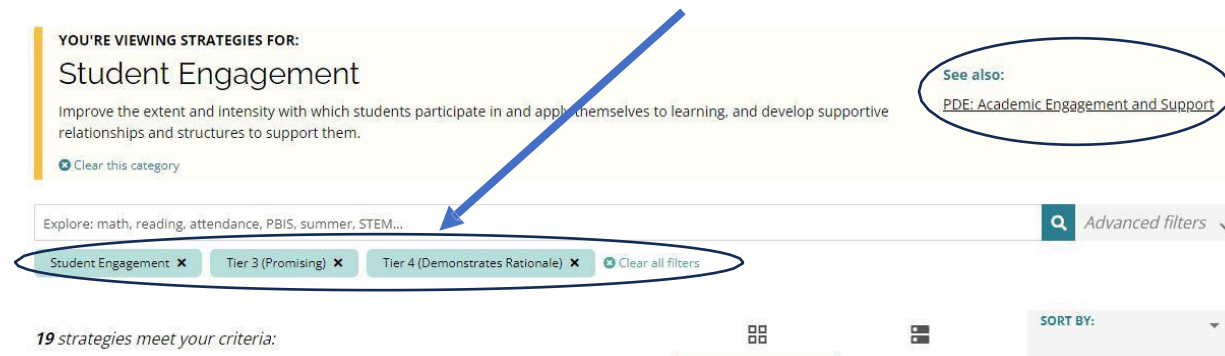 YOU'RE VIEWING STRATEGIES FOR:
Student Engagement
Improve the extent and intensity with which students participate in and apply themselves to learning, and develop supportive
relationships and structures to support them.
Clear this category
See also:
PDE: Academic Engagement and Support
Explore: math, reading, attendance, PBIS, summer, STEM...
Advanced filters
Student Engagement × Tier 3 (Promising) × Tier 4 (Demonstrates Rationale) × Clear all filters
19 strategies meet your criteria:
SORT BY: